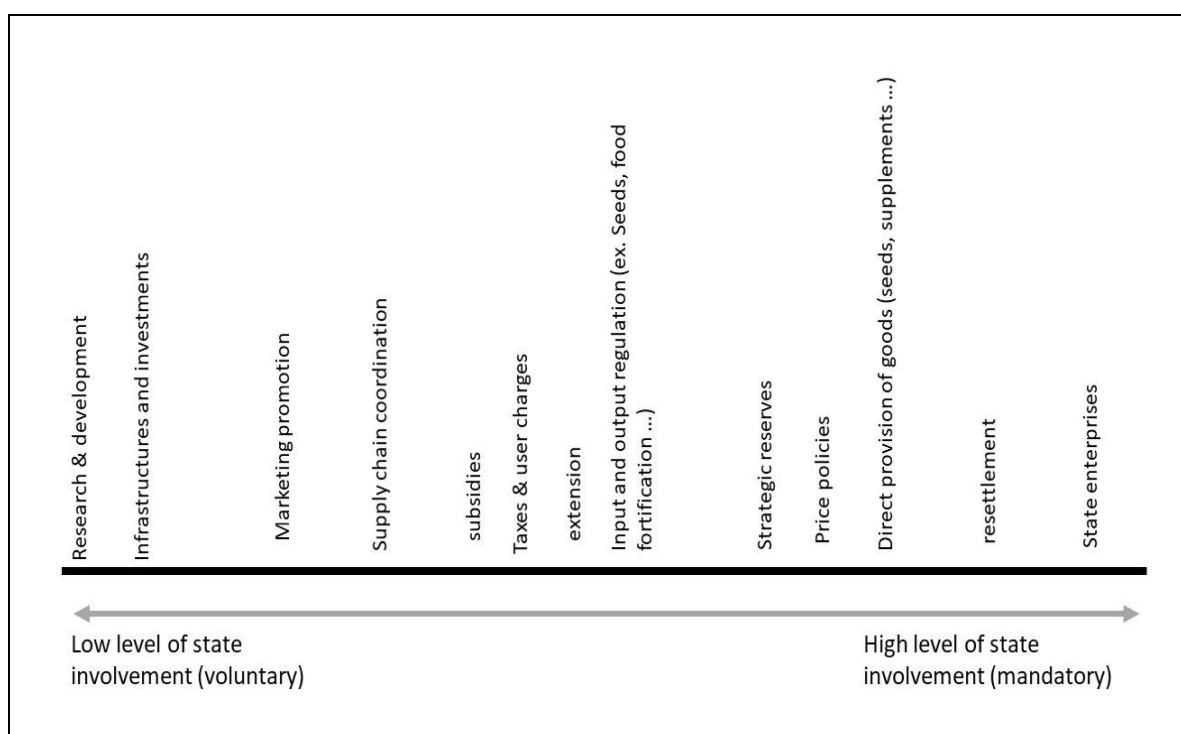 Research & development
Infrastructures and investments
Marketing promotion
Supply chain coordination
subsidies
Taxes & user charges
extension
Input and output regulation (ex. Seeds, food
fortification ...)
Strategic reserves
Price policies
Direct provision of goods (seeds, supplements ...)
resettlement
State enterprises
Low level of state
involvement (voluntary)
High level of state
involvement (mandatory)